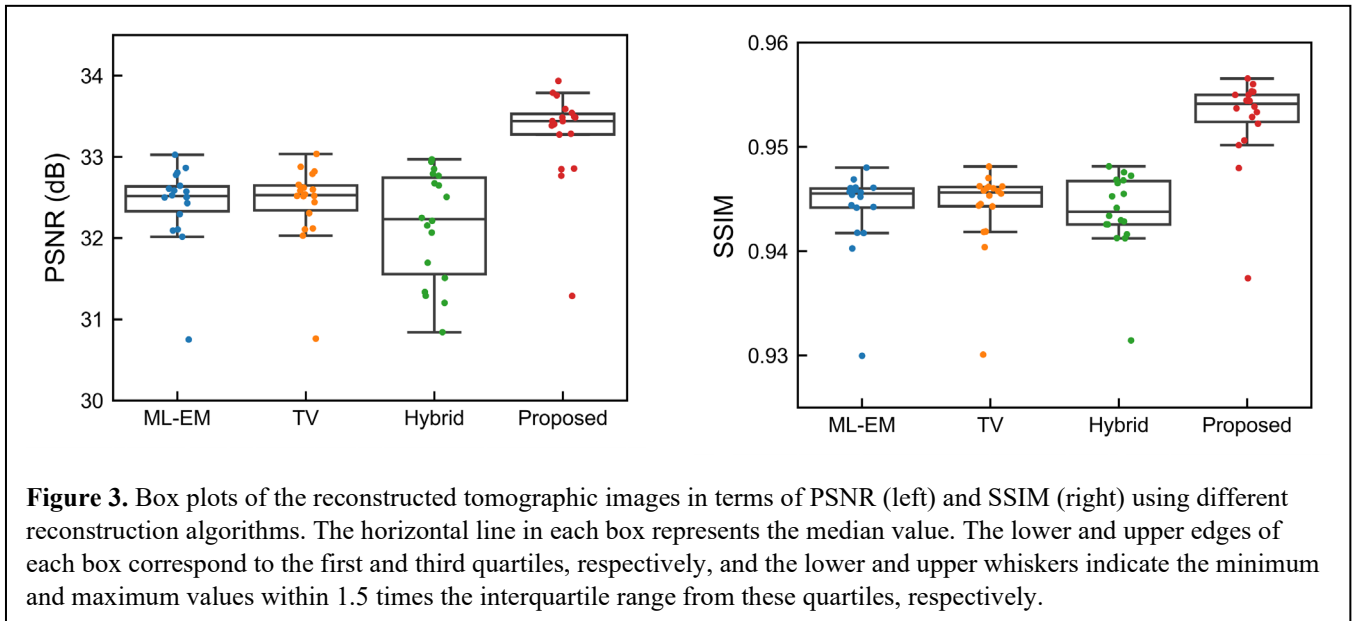 PSNR (dB)
34
33
32
31
30
ML-EM
TV
Hybrid
Proposed
SSIM
0.96
0.95
0.94
0.93
ML-EM
TV
Hybrid
Proposed
Figure 3. Box plots of the reconstructed tomographic images in terms of PSNR (left) and SSIM (right) using different
reconstruction algorithms. The horizontal line in each box represents the median value. The lower and upper edges of
each box correspond to the first and third quartiles, respectively, and the lower and upper whiskers indicate the minimum
and maximum values within 1.5 times the interquartile range from these quartiles, respectively.